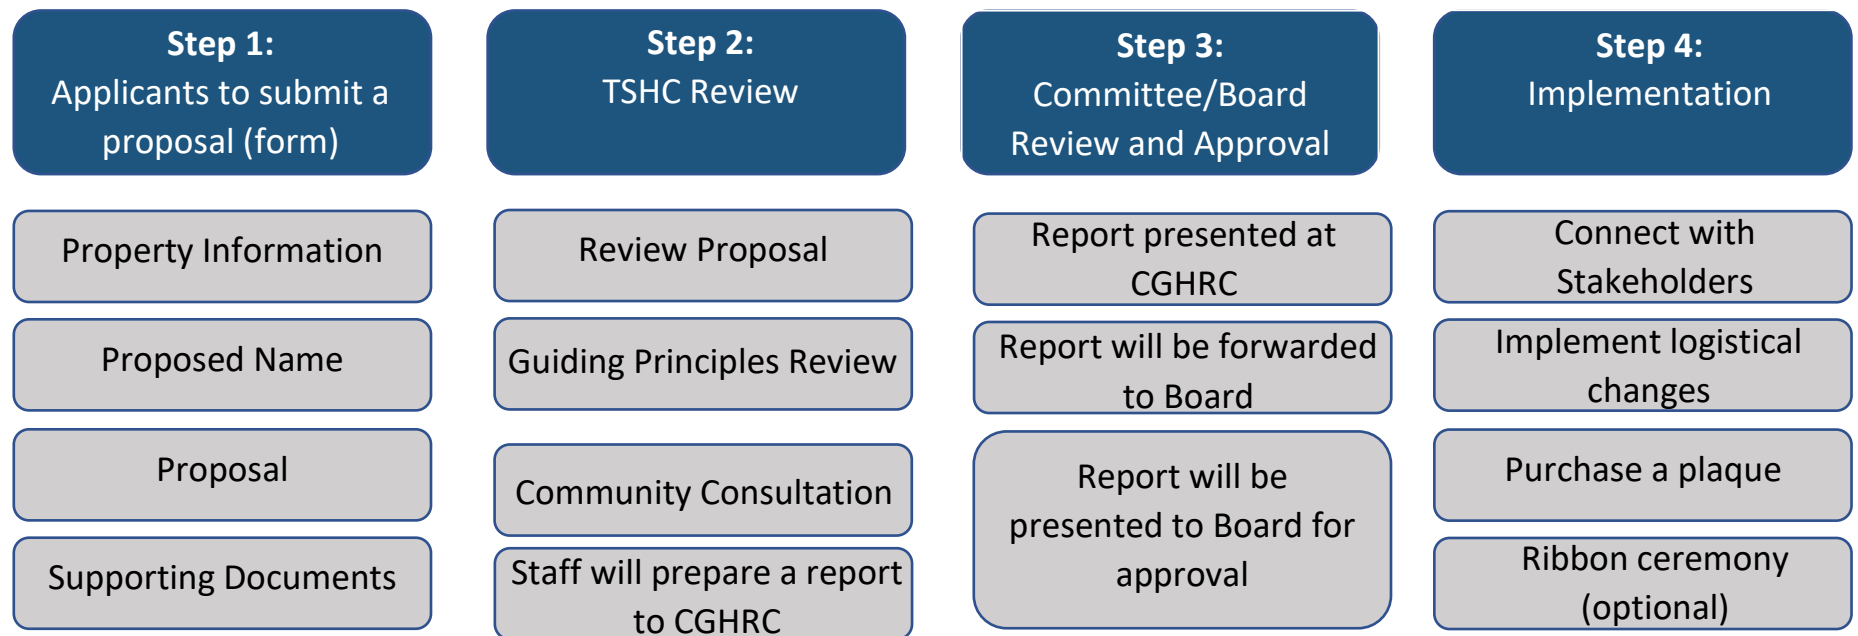 Step 1:
Applicants to submit a
proposal (form)
Property Information
Proposed Name
Proposal
Supporting Documents
Step 2:
TSHC Review
Review Proposal
Guiding Principles Review
Community Consultation
Staff will prepare a report
to CGHRC
Step 3:
Committee/Board
Review and Approval
Report presented at
CGHRC
Report will be forwarded
to Board
Report will be
presented to Board for
approval
Step 4:
Implementation
Connect with
Stakeholders
Implement logistical
changes
Purchase a plaque
Ribbon ceremony
(optional)